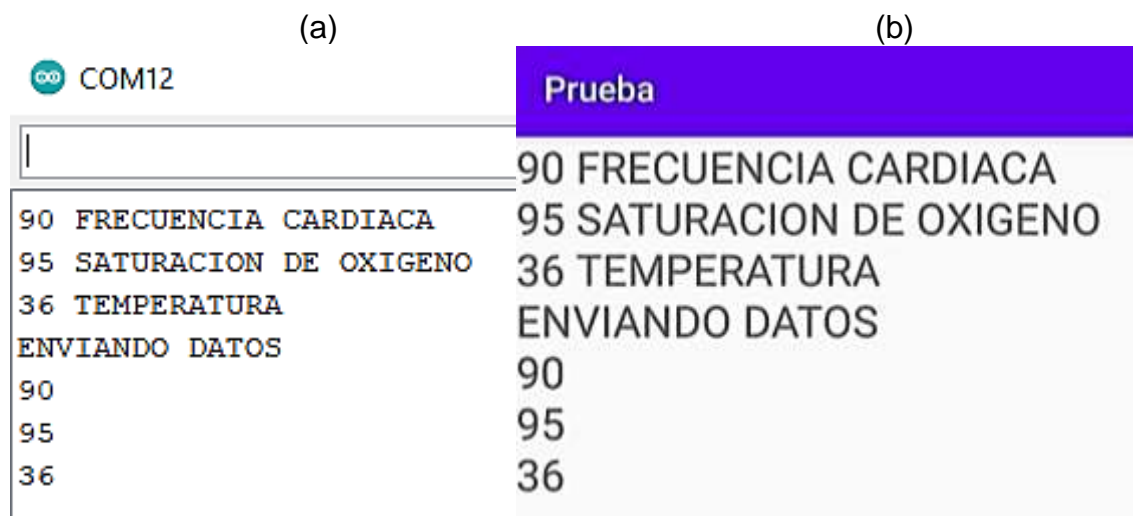 (a)
COM12
90 FRECUENCIA CARDIACA
95 SATURACION DE OXIGENO
36 TEMPERATURA
ENVIANDO DATOS
90
95
36
(b)
Prueba
90 FRECUENCIA CARDIACA
95 SATURACION DE OXIGENO
36 TEMPERATURA
ENVIANDO DATOS
90
95
36